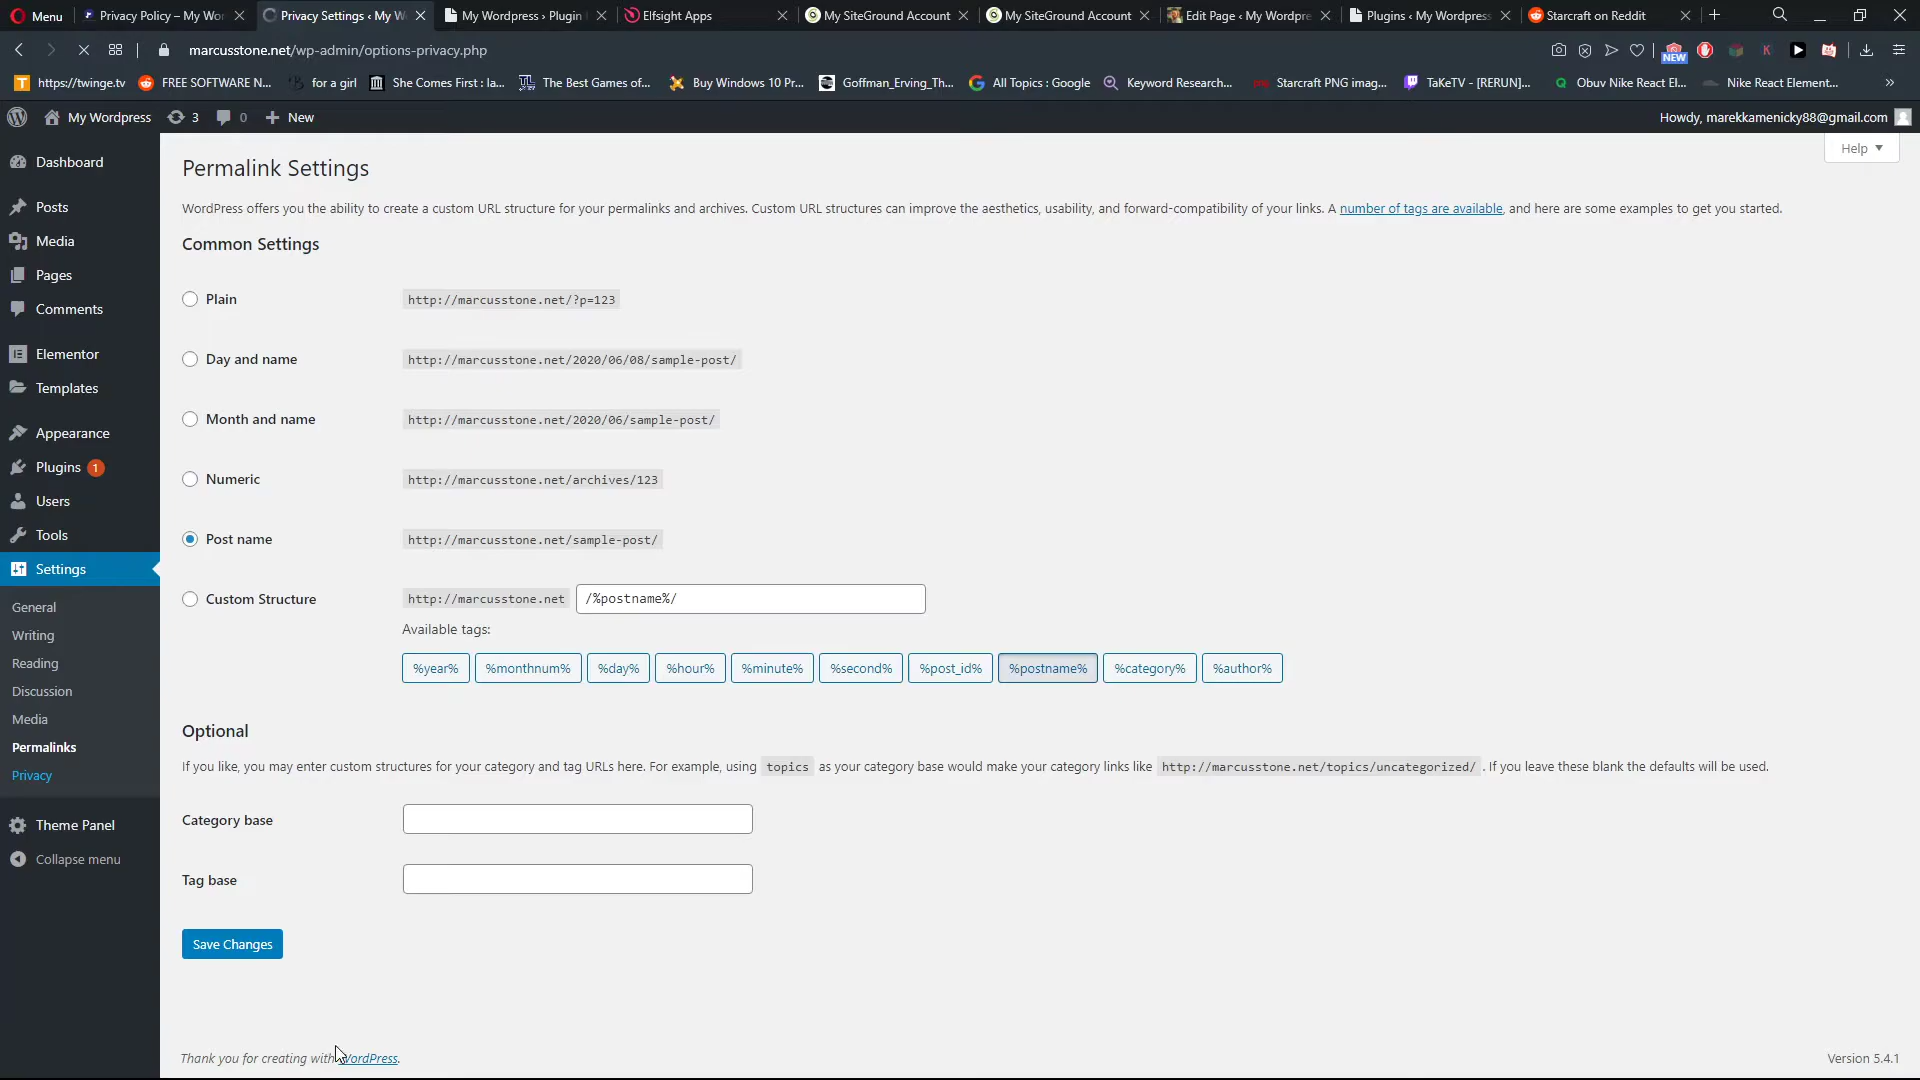 Menu
Privacy Policy – My Wor
Privacy Settings ‹ My W
My Wordpress › Plugin
Elfsight Apps
My SiteGround Account
My SiteGround Account
Edit Page ‹ My Wordpre
Plugins ‹ My Wordpress
Starcraft on Reddit
marcusstone.net/wp-admin/options-privacy.php
NEW
https://twinge.tv
FREE SOFTWARE N...
for a girl
She Comes First : la...
The Best Games of...
Buy Windows 10 Pr...
Goffman_Erving_Th...
All Topics : Google
Keyword Research...
Starcraft PNG imag...
TaKeTV - [RERUN]...
Obuv Nike React El...
Nike React Element...
»
My Wordpress
3
0
New
Howdy, marekkamenicky88@gmail.com
Help
Dashboard
Posts
Media
Pages
Comments
Elementor
Templates
Appearance
Plugins 1
Users
Tools
Settings
General
Writing
Reading
Discussion
Media
Permalinks
Privacy
Theme Panel
Collapse menu
Permalink Settings
WordPress offers you the ability to create a custom URL structure for your permalinks and archives. Custom URL structures can improve the aesthetics, usability, and forward-compatibility of your links. A number of tags are available, and here are some examples to get you started.
Common Settings
Plain http://marcusstone.net/?p=123
Day and name http://marcusstone.net/2020/06/08/sample-post/
Month and name http://marcusstone.net/2020/06/sample-post/
Numeric http://marcusstone.net/archives/123
Post name http://marcusstone.net/sample-post/
Custom Structure http://marcusstone.net /%postname%/
Available tags:
%year% %monthnum% %day% %hour% %minute% %second% %post_id% %postname% %category% %author%
Optional
If you like, you may enter custom structures for your category and tag URLs here. For example, using topics as your category base would make your category links like http://marcusstone.net/topics/uncategorized/ . If you leave these blank the defaults will be used.
Category base
Tag base
Save Changes
Thank you for creating with WordPress.
Version 5.4.1